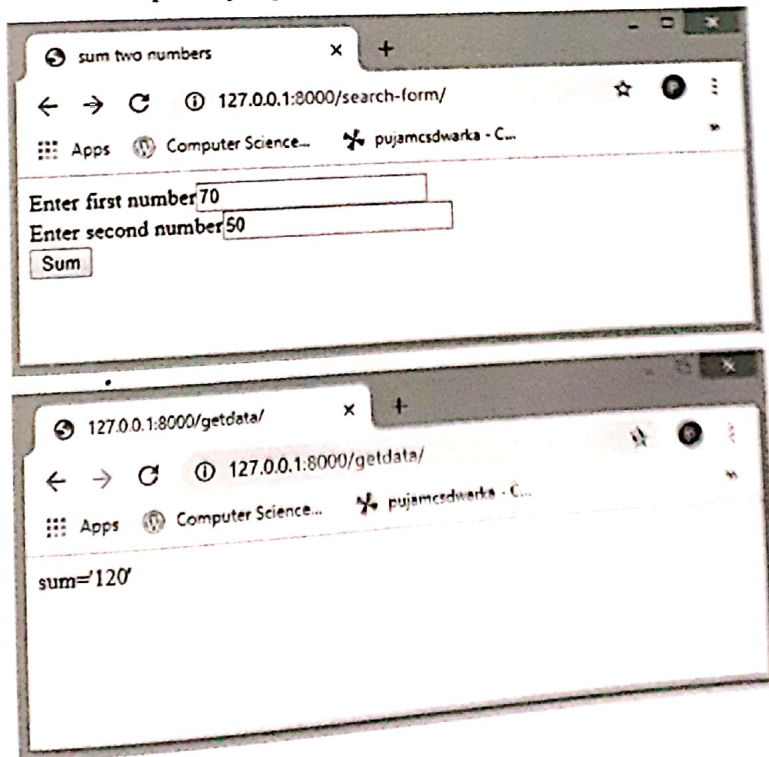 sum two numbers
127.0.0.1:8000/search-form/
Apps Computer Science... pujamcsdwarka - C...
Enter first number 70
Enter second number 50
Sum
127.0.0.1:8000/getdata/
127.0.0.1:8000/getdata/
Apps Computer Science... pujamcsdwarka - C...
sum='120'